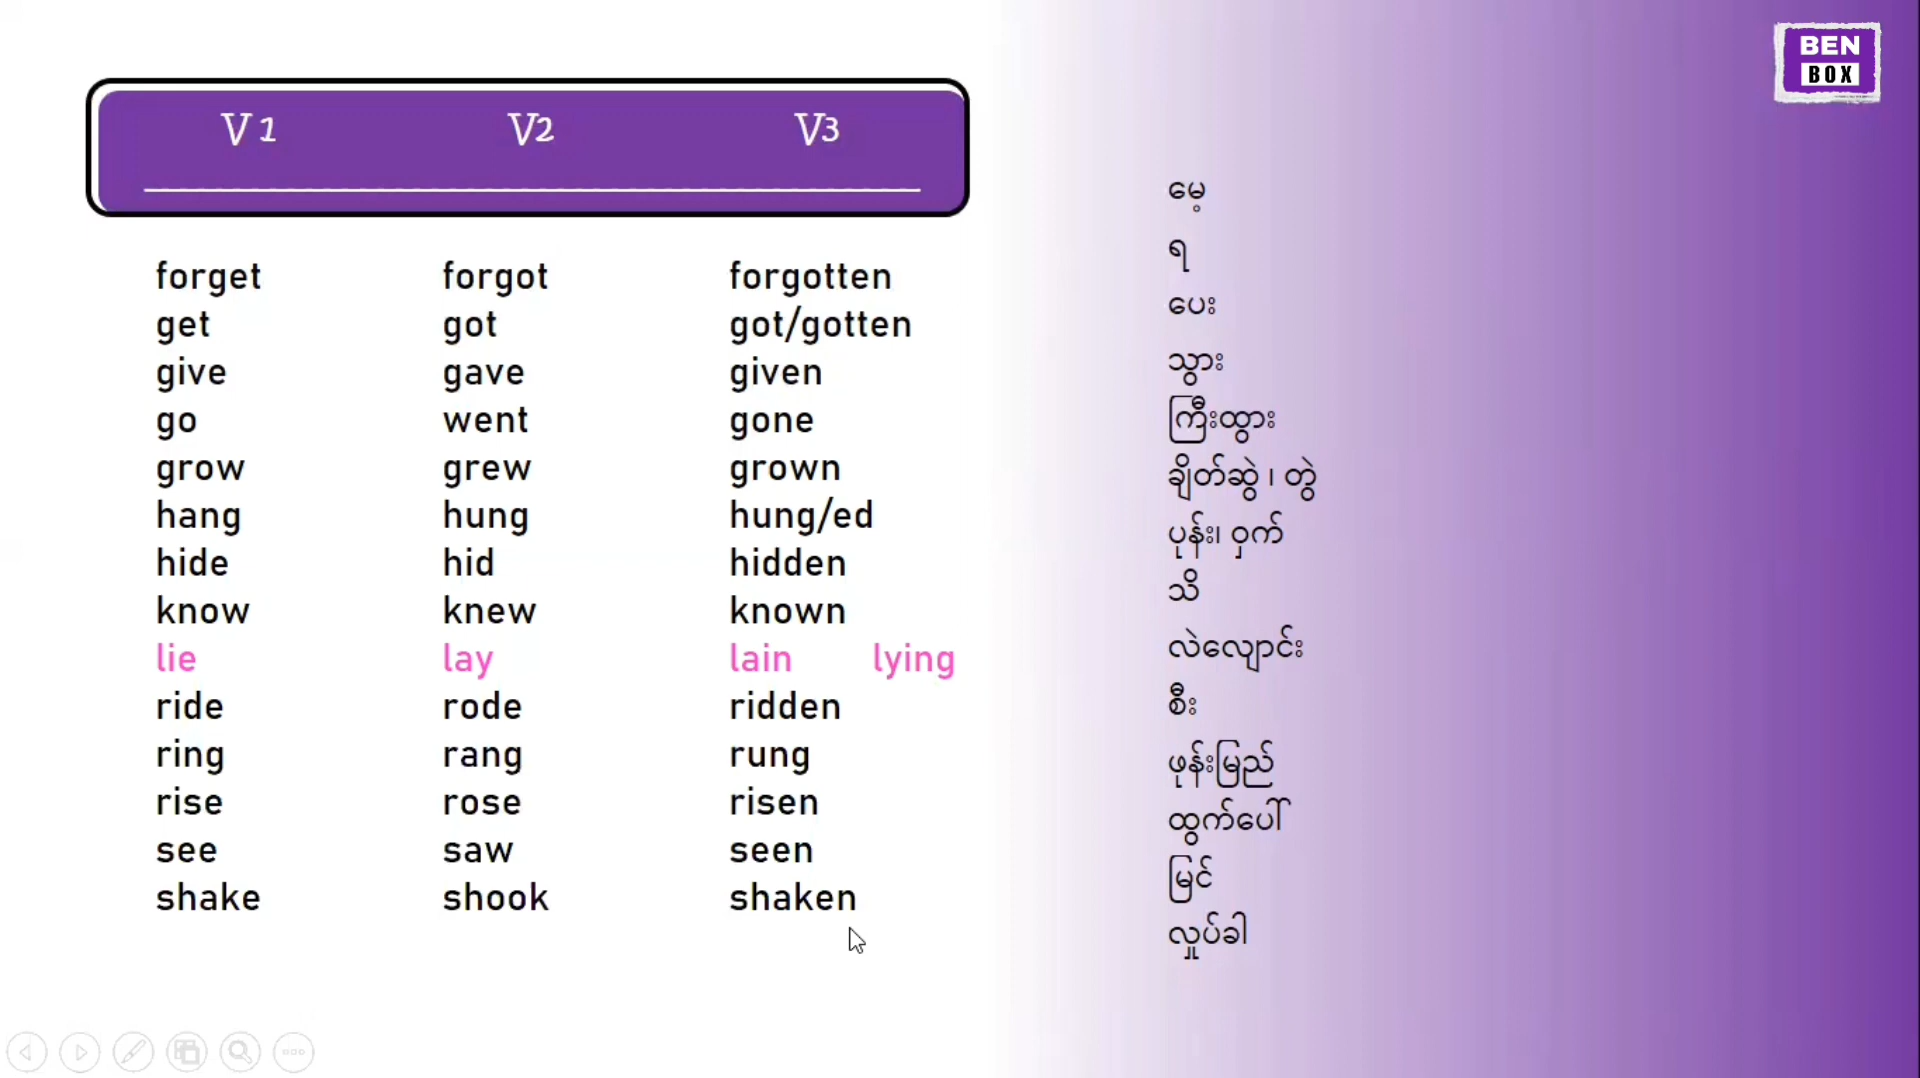 BEN
BOX
V 1 V2 V3
forget forgot forgotten
get got got/gotten
give gave given
go went gone
grow grew grown
hang hung hung/ed
hide hid hidden
know knew known
lie lay lain lying
ride rode ridden
ring rang rung
rise rose risen
see saw seen
shake shook shaken
မေ့
ရ
ပေး
သွား
ကြီးထွား
ချိတ်ဆွဲ ၊ တွဲ
ပုန်း၊ ဝှက်
သိ
လဲလျောင်း
စီး
ဖုန်းမြည်
ထွက်ပေါ်
မြင်
လှုပ်ခါ